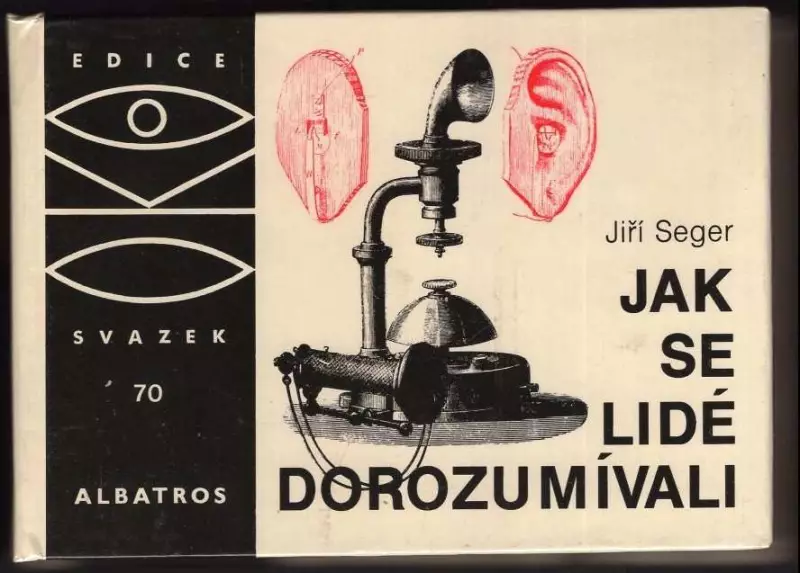 EDICE
SVAZEK
70
ALBATROS
Jiří Seger
JAK
SE
LIDÉ
DOROZUMÍVALI